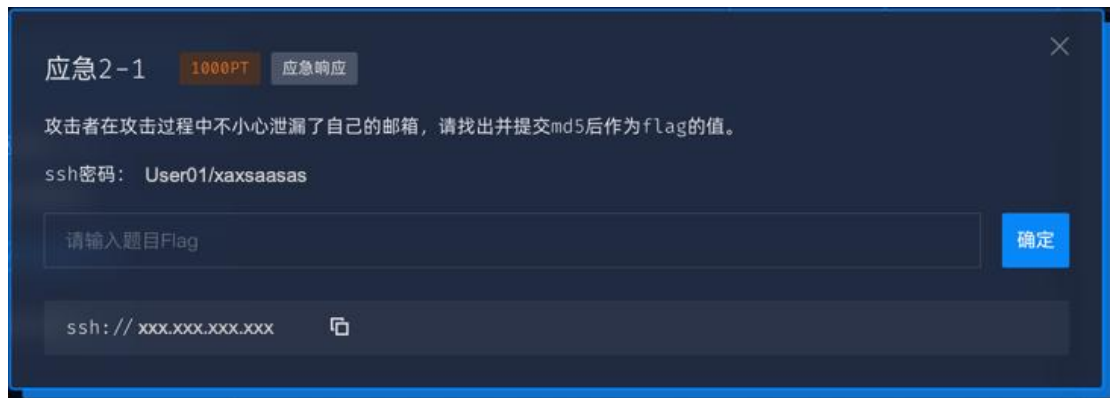 应急2-1 1000PT 应急响应
攻击者在攻击过程中不小心泄漏了自己的邮箱，请找出并提交md5后作为flag的值。
ssh密码： User01/xaxsaasas
请输入题目Flag 确定
ssh://xxx.xxx.xxx.xxx